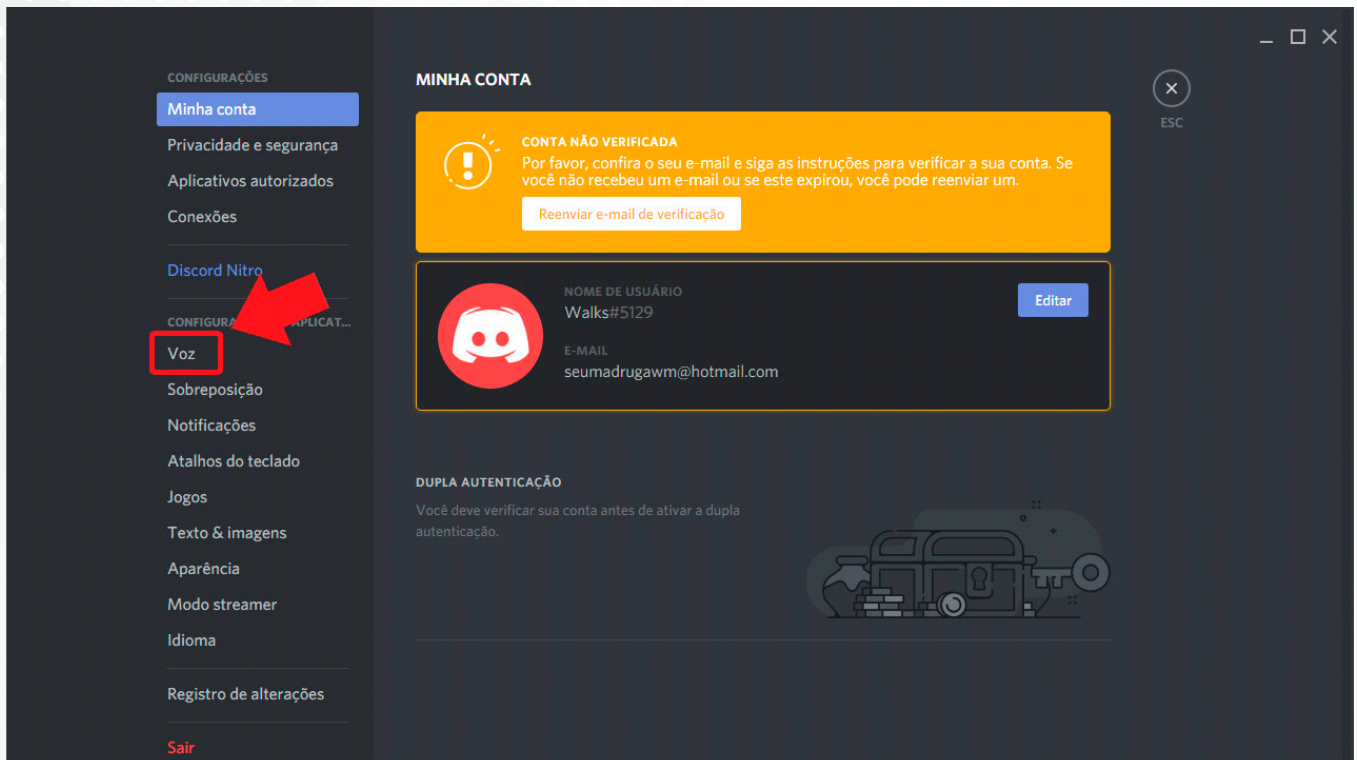 CONFIGURAÇÕES
Minha conta
Privacidade e segurança
Aplicativos autorizados
Conexões
Discord Nitro
Voz
Sobreposição
Notificações
Atalhos do teclado
Jogos
Texto & imagens
Aparência
Modo streamer
Idioma
Registro de alterações
Sair
MINHA CONTA
CONTA NÃO VERIFICADA
Por favor, confira o seu e-mail e siga as instruções para verificar a sua conta. Se
você não recebeu um e-mail ou se este expirou, você pode reenviar um.
Reenviar e-mail de verificação
NOME DE USUÁRIO
Walks#5129
Editar
E-MAIL
seumadrugawm@hotmail.com
DUPLA AUTENTICAÇÃO
Você deve verificar sua conta antes de ativar a dupla
autenticação.
ESC